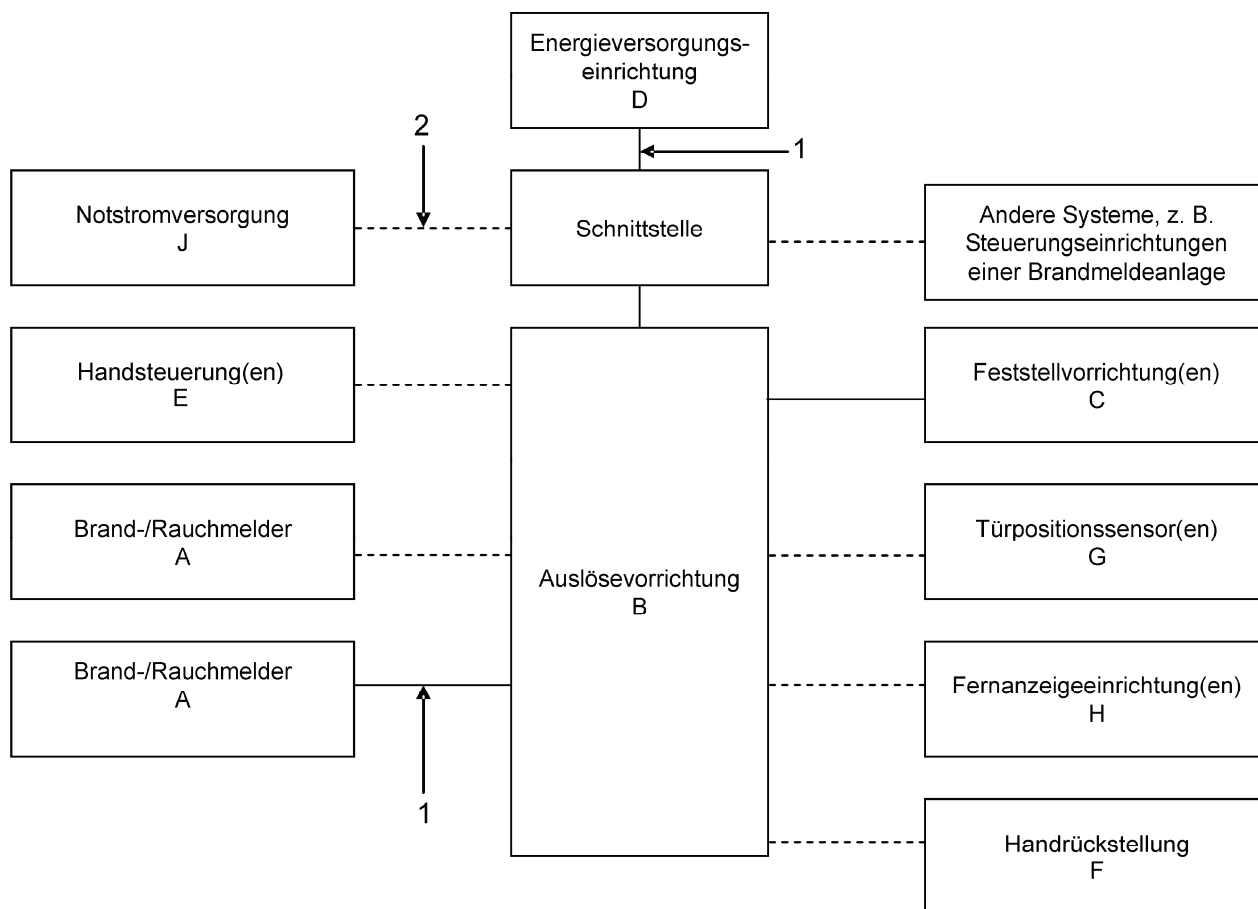 Energieversorgungs-
einrichtung
D
2
1
Notstromversorgung
J
Schnittstelle
Andere Systeme, z. B.
Steuerungseinrichtungen
einer Brandmeldeanlage
Handsteuerung(en)
E
Feststellvorrichtung(en)
C
Brand-/Rauchmelder
A
Auslösevorrichtung
B
Türpositionssensor(en)
G
Brand-/Rauchmelder
A
1
Fernanzeigeeinrichtung(en)
H
Handrückstellung
F